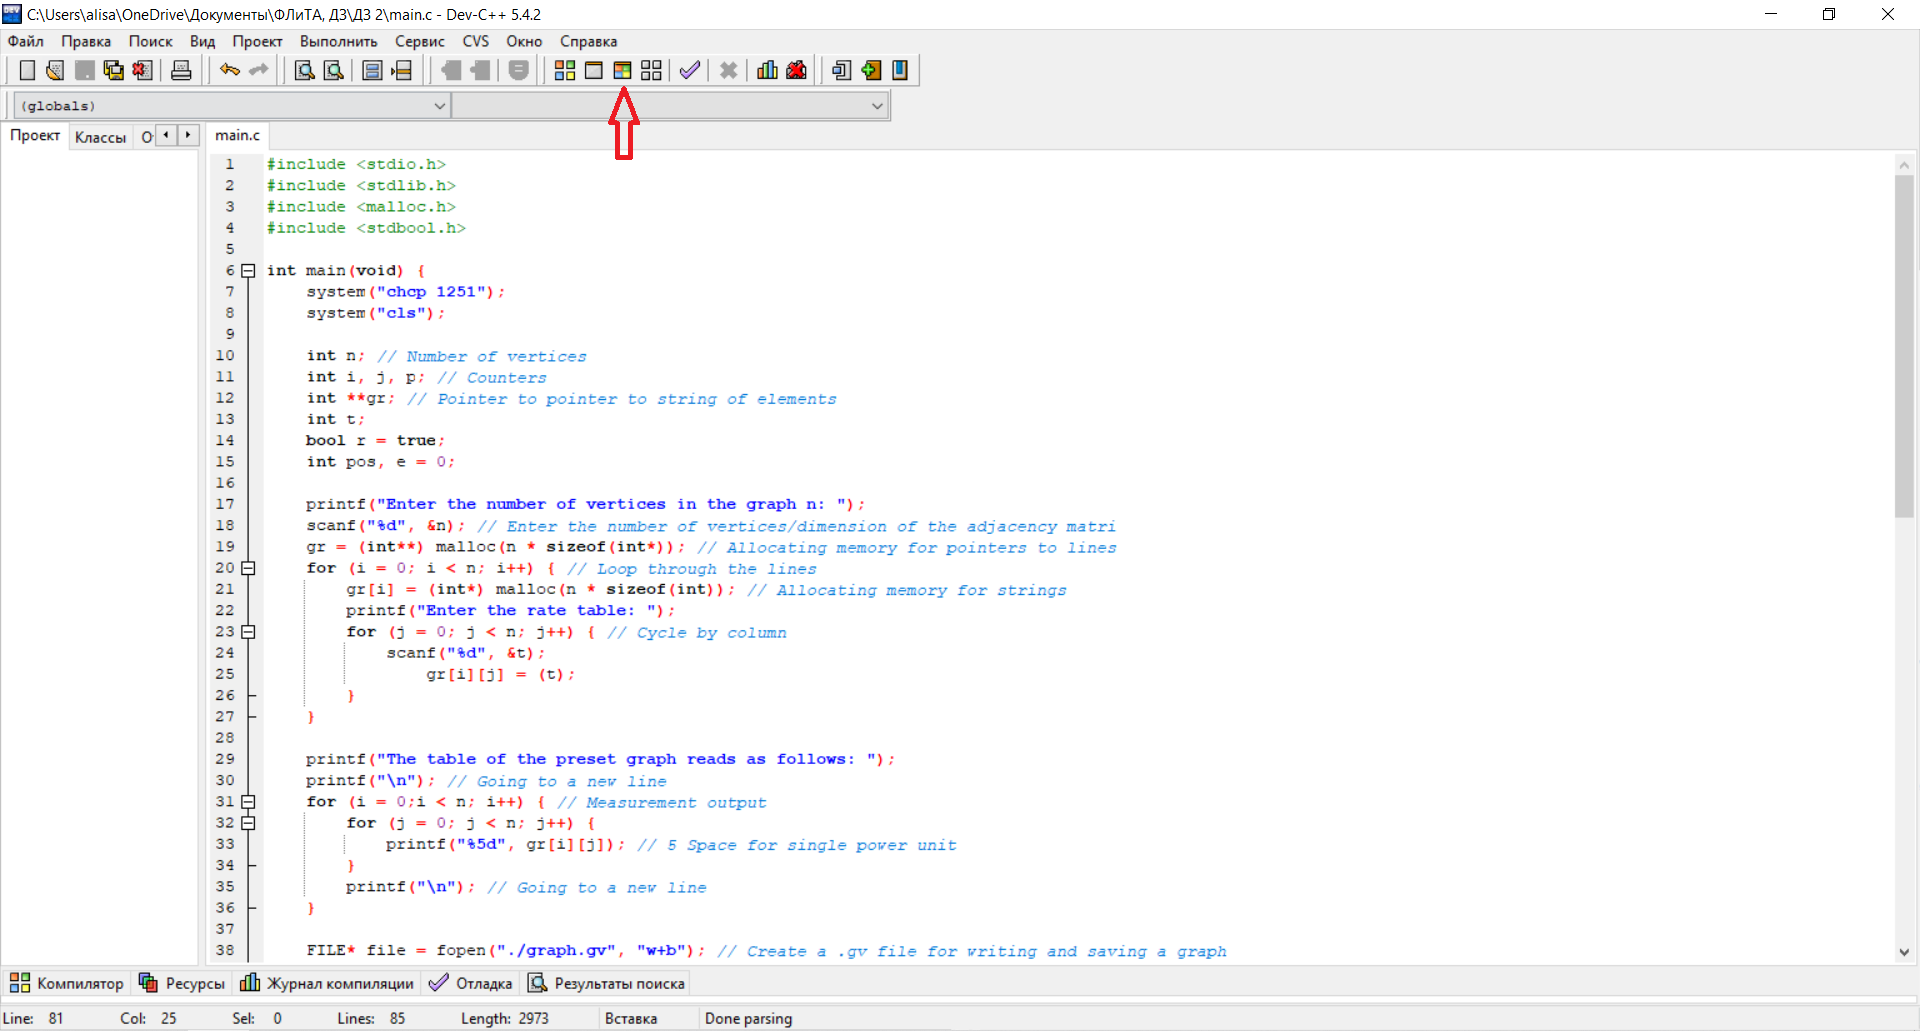 C:\Users\alisa\OneDrive\Документы\ФЛиТА, ДЗ\ДЗ 2\main.c - Dev-C++ 5.4.2
Файл Правка Поиск Вид Проект Выполнить Сервис CVS Окно Справка
(globals)
Проект Классы О
main.c
1 #include <stdio.h>
2 #include <stdlib.h>
3 #include <malloc.h>
4 #include <stdbool.h>
5
6 int main(void) {
7 system("chcp 1251");
8 system("cls");
9
10 int n; // Number of vertices
11 int i, j, p; // Counters
12 int **gr; // Pointer to pointer to string of elements
13 int t;
14 bool r = true;
15 int pos, e = 0;
16
17 printf("Enter the number of vertices in the graph n: ");
18 scanf("%d", &n); // Enter the number of vertices/dimension of the adjacency matri
19 gr = (int**) malloc(n * sizeof(int*)); // Allocating memory for pointers to lines
20 for (i = 0; i < n; i++) { // Loop through the lines
21 gr[i] = (int*) malloc(n * sizeof(int)); // Allocating memory for strings
22 printf("Enter the rate table: ");
23 for (j = 0; j < n; j++) { // Cycle by column
24 scanf("%d", &t);
25 gr[i][j] = (t);
26 }
27 }
28
29 printf("The table of the preset graph reads as follows: ");
30 printf("\n"); // Going to a new line
31 for (i = 0;i < n; i++) { // Measurement output
32 for (j = 0; j < n; j++) {
33 printf("%5d", gr[i][j]); // 5 Space for single power unit
34 }
35 printf("\n"); // Going to a new line
36 }
37
38 FILE* file = fopen("./graph.gv", "w+b"); // Create a .gv file for writing and saving a graph
Компилятор Ресурсы Журнал компиляции Отладка Результаты поиска
Line: 81 Col: 25 Sel: 0 Lines: 85 Length: 2973 Вставка Done parsing